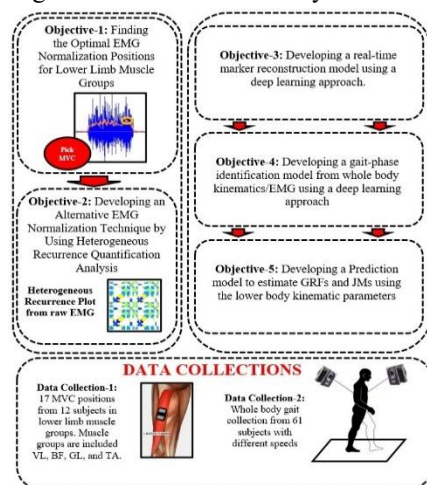 Objective-1: Finding
the Optimal EMG
Normalization Positions
for Lower Limb Muscle
Groups
Pick
MVC
Objective-2: Developing an
Alternative EMG
Normalization Technique by
Using Heterogeneous
Recurrence Quantification
Analysis
Heterogeneous
Recurrence Plot
from raw EMG
Objective-3: Developing a real-time
marker reconstruction model using a
deep learning approach.
Objective-4: Developing a gait-phase
identification model from whole body
kinematics/EMG using a deep learning
approach
Objective-5: Developing a Prediction
model to estimate GRFs and JMs using
the lower body kinematic parameters
DATA COLLECTIONS
Data Collection-1:
17 MVC positions
from 12 subjects in
lower limb muscle
groups. Muscle
groups are included
VL, BF, GL, and TA.
Data Collection-2:
Whole body gait
collection from 61
subjects with
different speeds